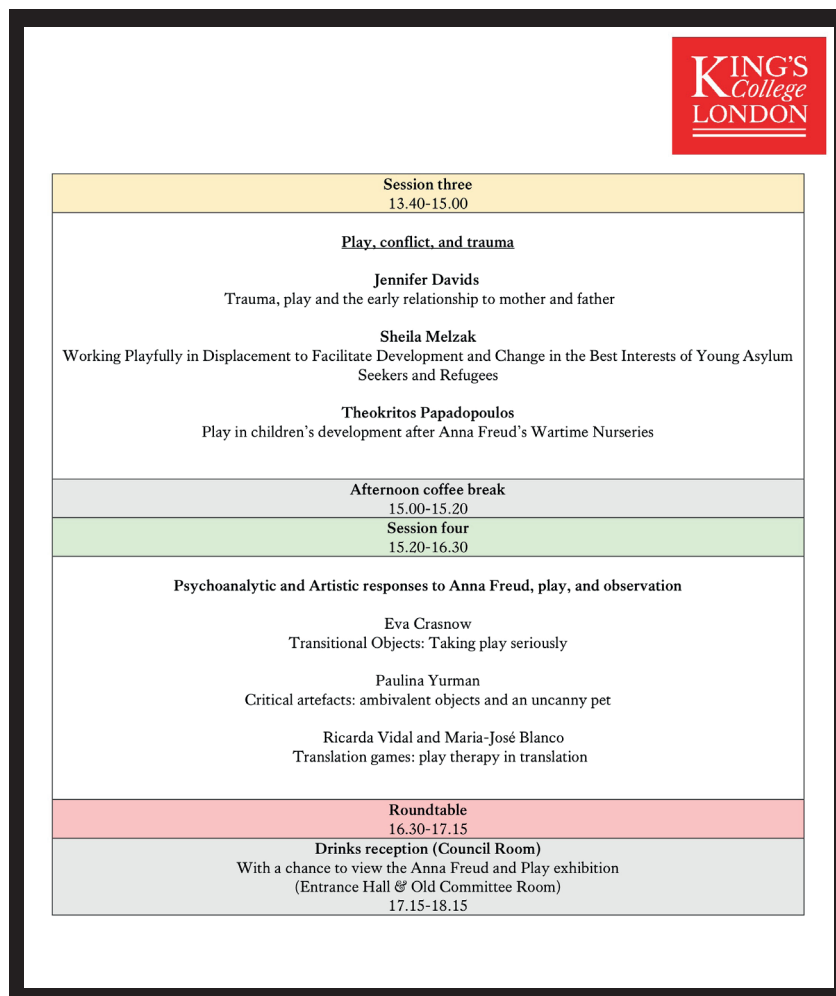 KING'S
College
LONDON
Session three
13.40-15.00
Play, conflict, and trauma
Jennifer Davids
Trauma, play and the early relationship to mother and father
Sheila Melzak
Working Playfully in Displacement to Facilitate Development and Change in the Best Interests of Young Asylum
Seekers and Refugees
Theokritos Papadopoulos
Play in children's development after Anna Freud's Wartime Nurseries
Afternoon coffee break
15.00-15.20
Session four
15.20-16.30
Psychoanalytic and Artistic responses to Anna Freud, play, and observation
Eva Crasnow
Transitional Objects: Taking play seriously
Paulina Yurman
Critical artefacts: ambivalent objects and an uncanny pet
Ricarda Vidal and Maria-José Blanco
Translation games: play therapy in translation
Roundtable
16.30-17.15
Drinks reception (Council Room)
With a chance to view the Anna Freud and Play exhibition
(Entrance Hall & Old Committee Room)
17.15-18.15